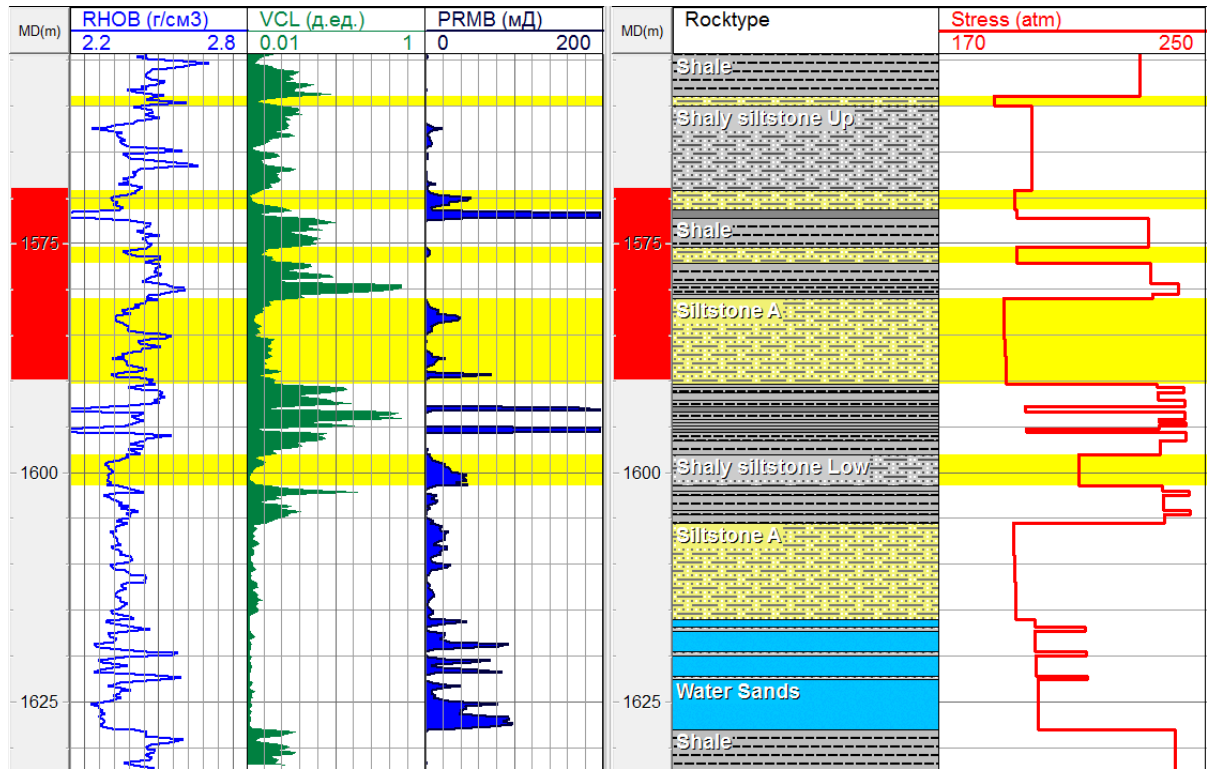 RHOB (г/см3) VCL (д.ед.) PRMB (мД) Rocktype Stress (atm)
MD(m) 2.2 2.8 0.01 1 0 200 MD(m) 170 250
Shale
Shaly siltstone Up
Shale
1575 1575
Siltstone A
Shaly siltstone Low
1600 1600
Siltstone A
Water Sands
1625 1625
Shale